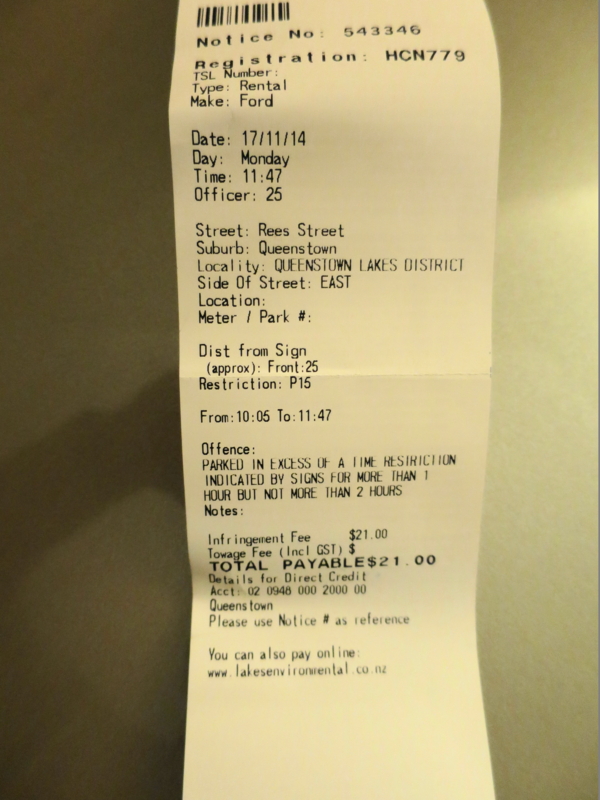 Notice No: 543346
Registration: HCN779
TSL Number:
Type: Rental
Make: Ford
Date: 17/11/14
Day: Monday
Time: 11:47
Officer: 25
Street: Rees Street
Suburb: Queenstown
Locality: QUEENSTOWN LAKES DISTRICT
Side Of Street: EAST
Location:
Meter / Park #:
Dist from Sign
(approx): Front:25
Restriction: P15
From:10:05 To:11:47
Offence:
PARKED IN EXCESS OF A TIME RESTRICTION
INDICATED BY SIGNS FOR MORE THAN 1
HOUR BUT NOT MORE THAN 2 HOURS
Notes:
Infringement Fee $21.00
Towage Fee (Incl GST) $
TOTAL PAYABLE$21.00
Details for Direct Credit
Acct: 02 0948 000 2000 00
Queenstown
Please use Notice # as reference
You can also pay online:
www.lakesenvironmental.co.nz